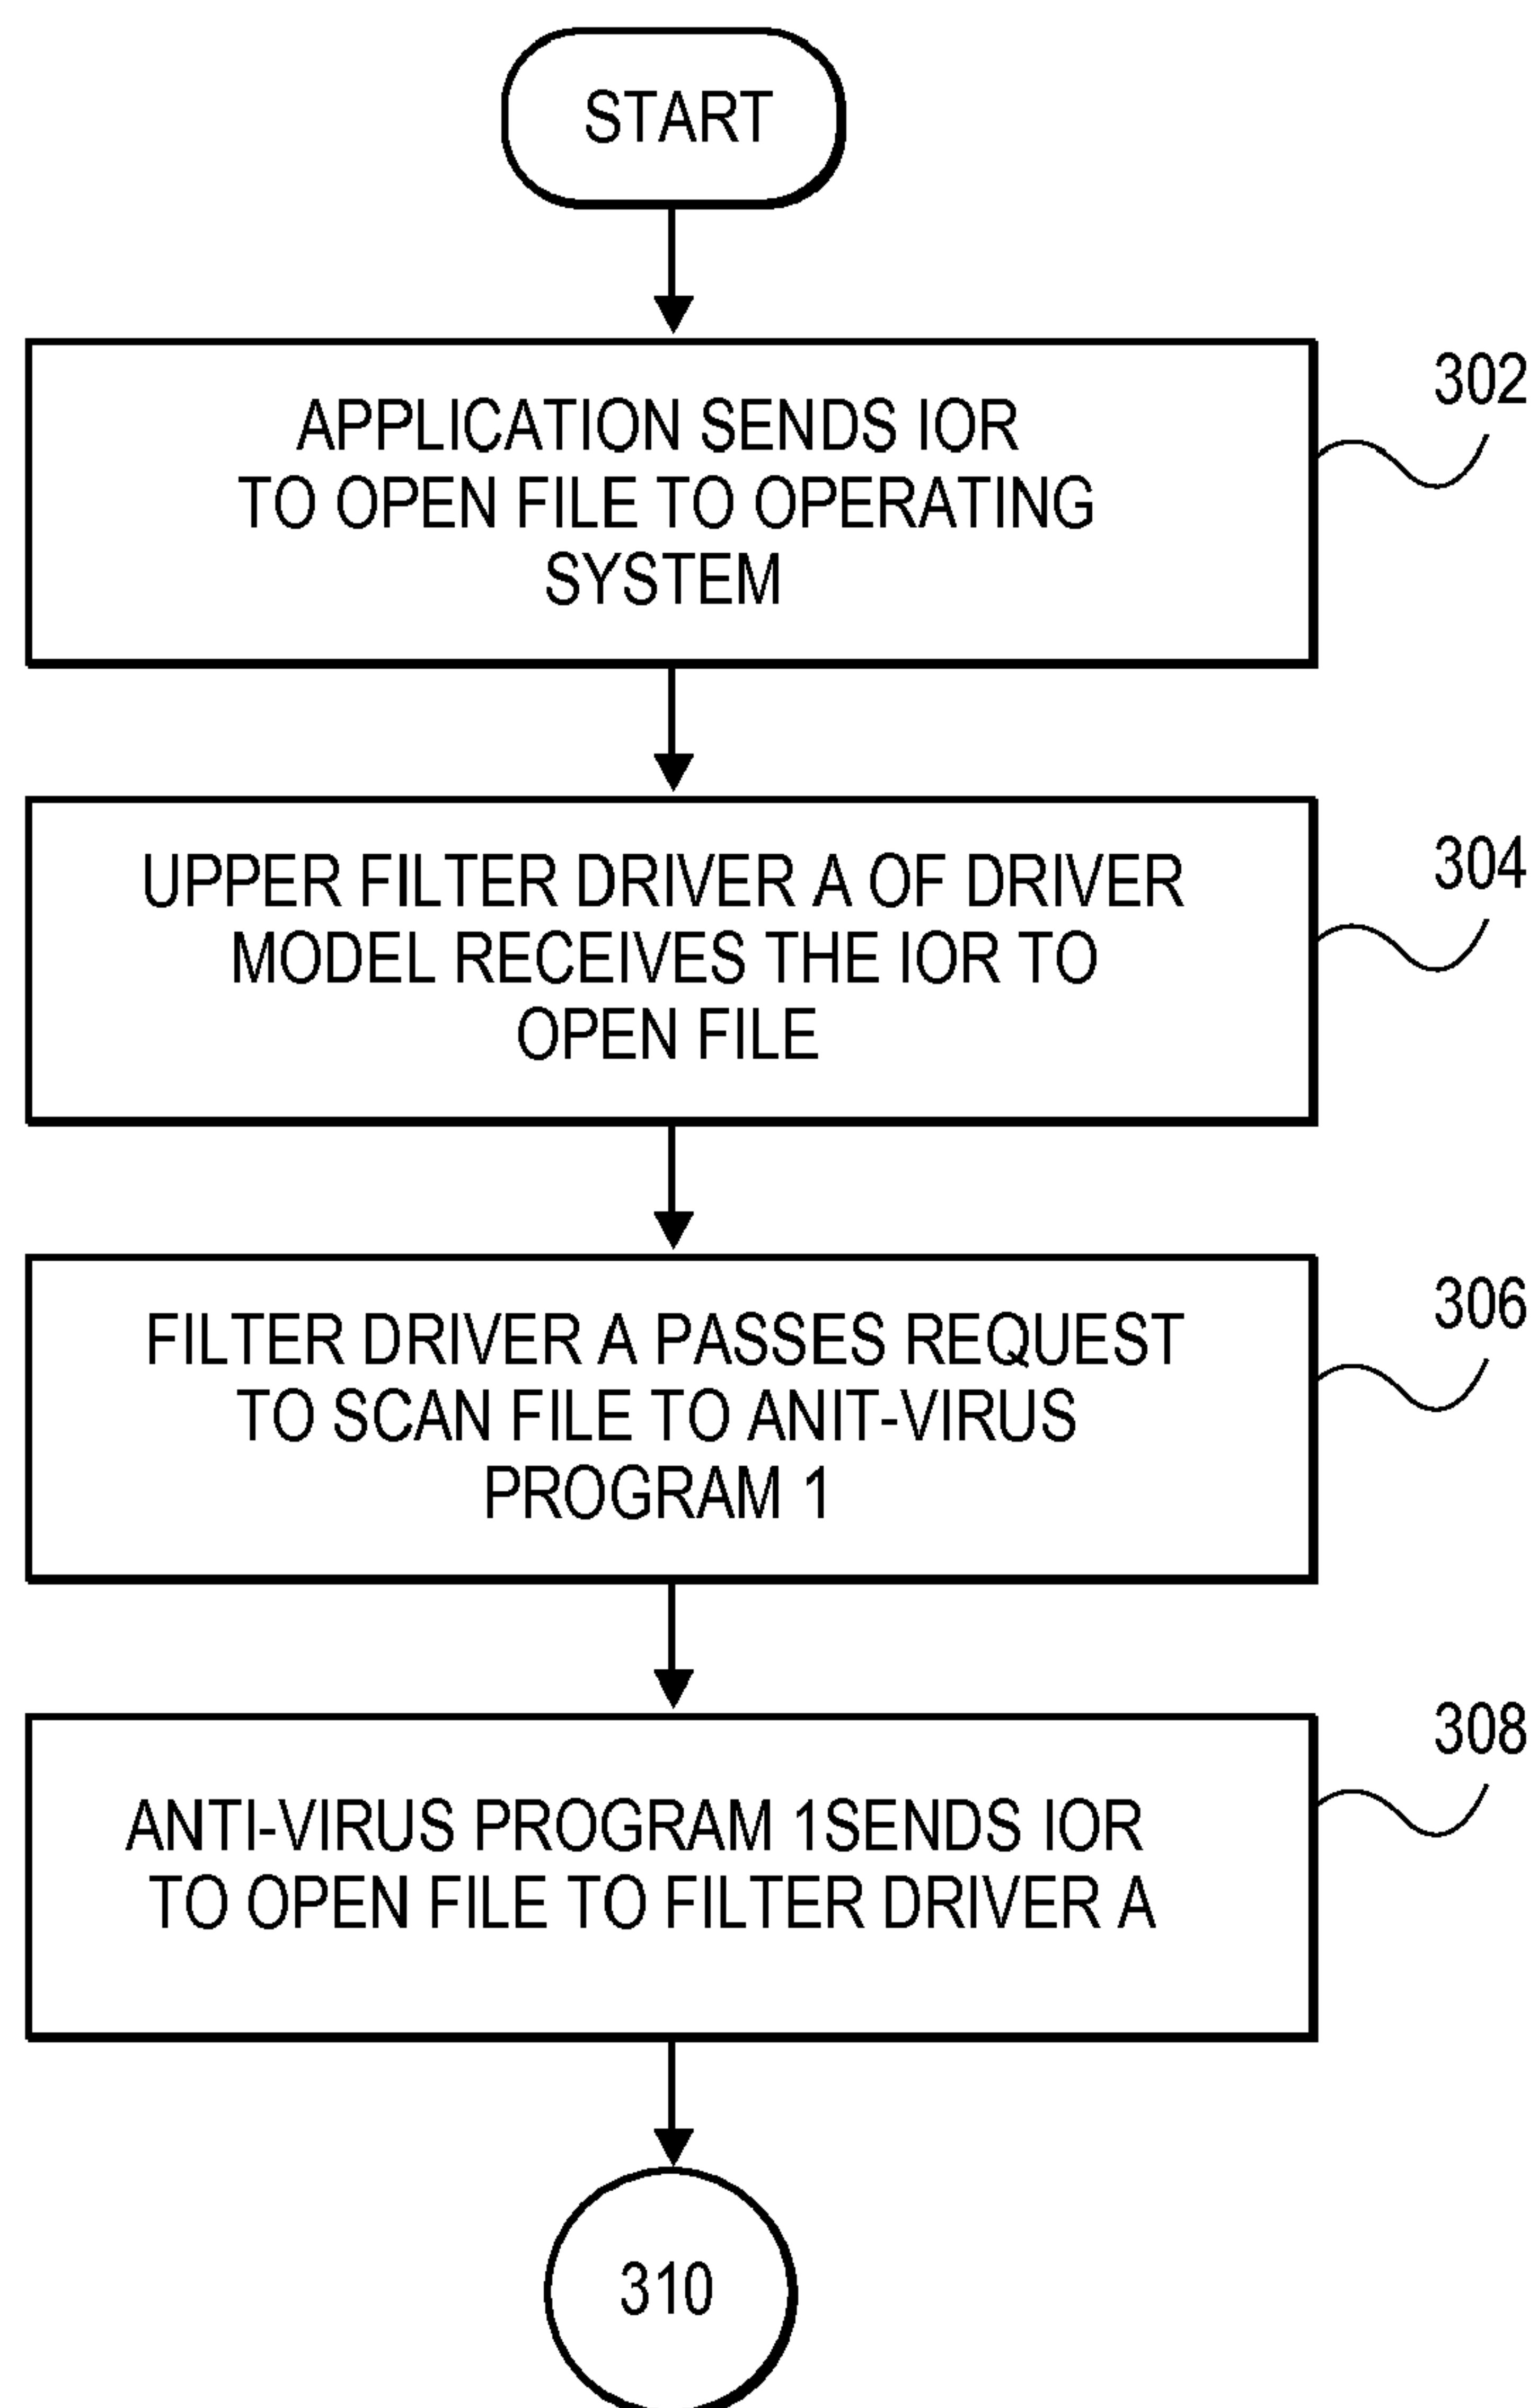 START
APPLICATION SENDS IOR
TO OPEN FILE TO OPERATING
SYSTEM
302
UPPER FILTER DRIVER A OF DRIVER
MODEL RECEIVES THE IOR TO
OPEN FILE
304
FILTER DRIVER A PASSES REQUEST
TO SCAN FILE TO ANIT-VIRUS
PROGRAM 1
306
ANTI-VIRUS PROGRAM 1SENDS IOR
TO OPEN FILE TO FILTER DRIVER A
308
310